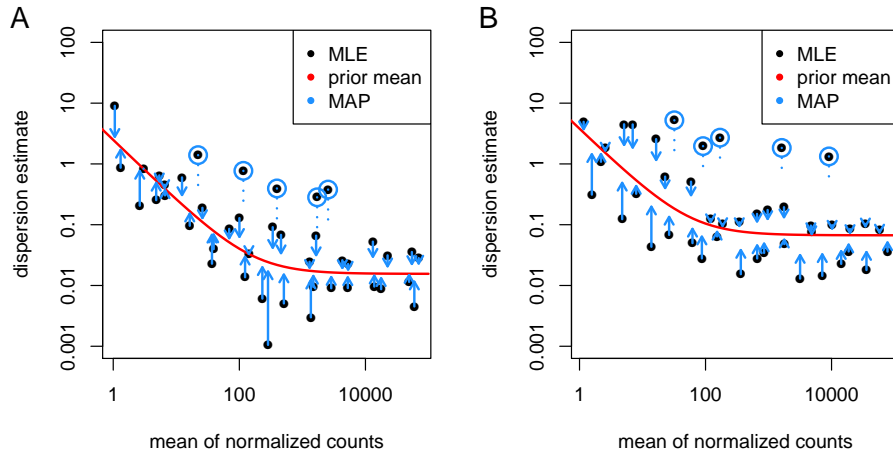 A
dispersion estimate
100
10
1
0.1
0.01
0.001
MLE
prior mean
MAP
1
100
10000
mean of normalized counts
B
dispersion estimate
100
10
1
0.1
0.01
0.001
MLE
prior mean
MAP
1
100
10000
mean of normalized counts